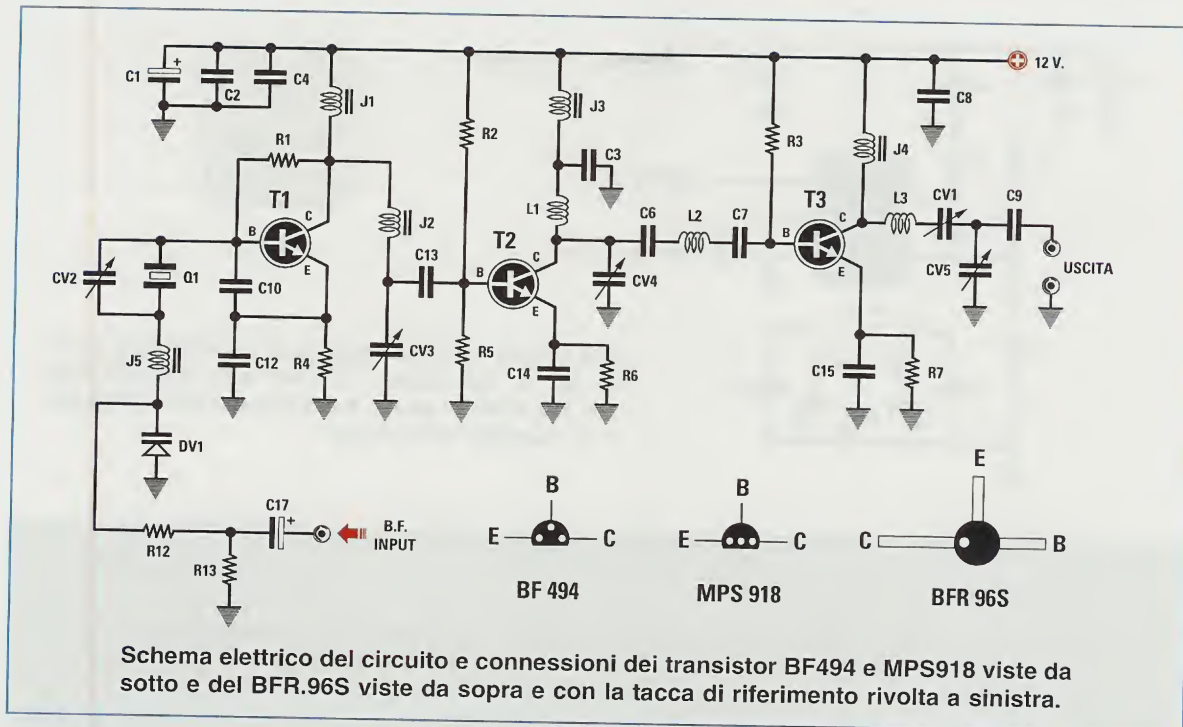 C1 + C2 C4 J1 J3 12 V.
C8
R1 R2 R3 J4
C3
T1 J2 L1 T3 L3 CV1 C9
T2 C6 L2 C7
B C E C13 B C E B C E
CV2 Q1 C10 CV4 CV5 USCITA
J5 C12 R4 CV3 R5 C14 R6 C15 R7
DV1
C17 +
R12 B.F.
INPUT
R13
B B E
E C E C C B
BF 494 MPS 918 BFR 96S
Schema elettrico del circuito e connessioni dei transistor BF494 e MPS918 viste da
sotto e del BFR.96S viste da sopra e con la tacca di riferimento rivolta a sinistra.